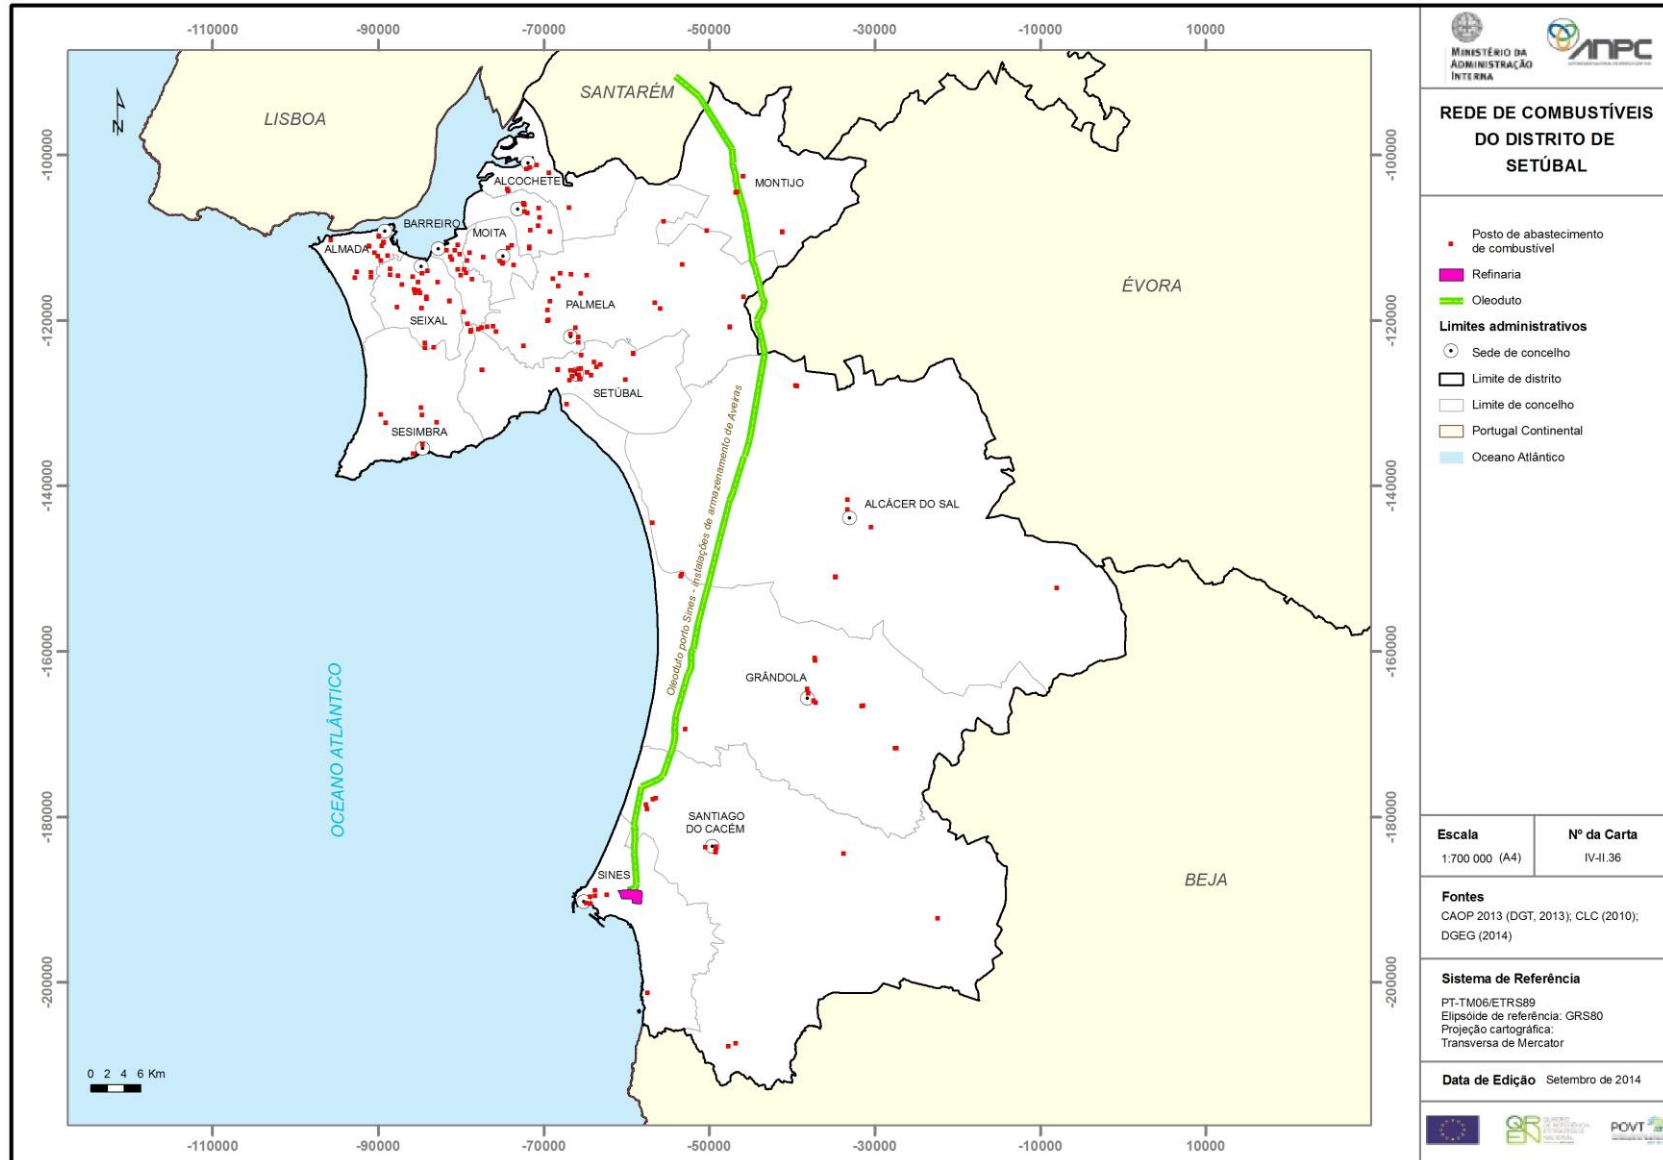 -110000
-90000
-70000
-50000
-30000
-10000
10000
-100000
-120000
-140000
-160000
-180000
-200000
-100000
-120000
-140000
-160000
-180000
-200000
-110000
-90000
-70000
-50000
-30000
-10000
10000
N
LISBOA
SANTARÉM
ÉVORA
BEJA
OCEANO ATLÂNTICO
ALCOCHETE
MONTIJO
BARREIRO
MOITA
ALMADA
SEIXAL
PALMELA
SETÚBAL
SESIMBRA
ALCÁCER DO SAL
GRÂNDOLA
SANTIAGO
DO CACÉM
SINES
Oleoduto porto Sines - instalações de armazenamento de Aveiras
0 2 4 6 Km
MINISTÉRIO DA
ADMINISTRAÇÃO
INTERNA
ANPC
REDE DE COMBUSTÍVEIS
DO DISTRITO DE
SETÚBAL
Posto de abastecimento
de combustível
Refinaria
Oleoduto
Limites administrativos
Sede de concelho
Limite de distrito
Limite de concelho
Portugal Continental
Oceano Atlântico
Escala
1:700 000 (A4)
Nº da Carta
IV-II.36
Fontes
CAOP 2013 (DGT, 2013); CLC (2010);
DGEG (2014)
Sistema de Referência
PT-TM06/ETRS89
Elipsóide de referência: GRS80
Projeção cartográfica:
Transversa de Mercator
Data de Edição Setembro de 2014
QREN
POVT